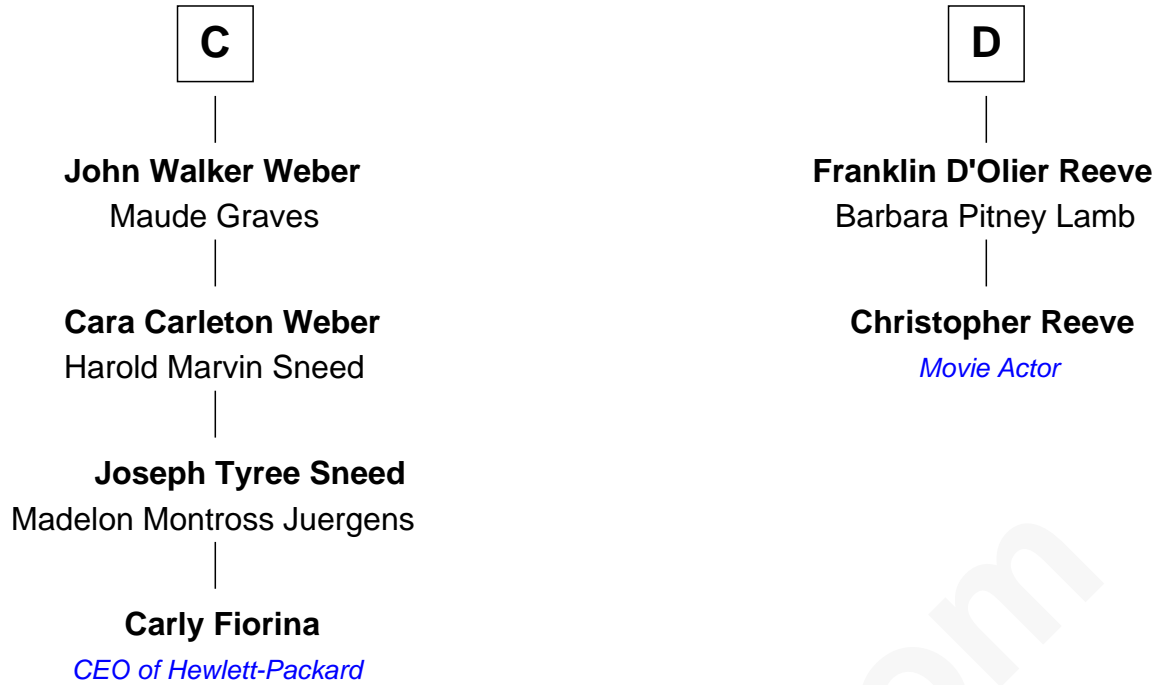 C
John Walker Weber
Maude Graves
Cara Carleton Weber
Harold Marvin Sneed
Joseph Tyree Sneed
Madelon Montross Juergens
Carly Fiorina
CEO of Hewlett-Packard
D
Franklin D'Olier Reeve
Barbara Pitney Lamb
Christopher Reeve
Movie Actor
om